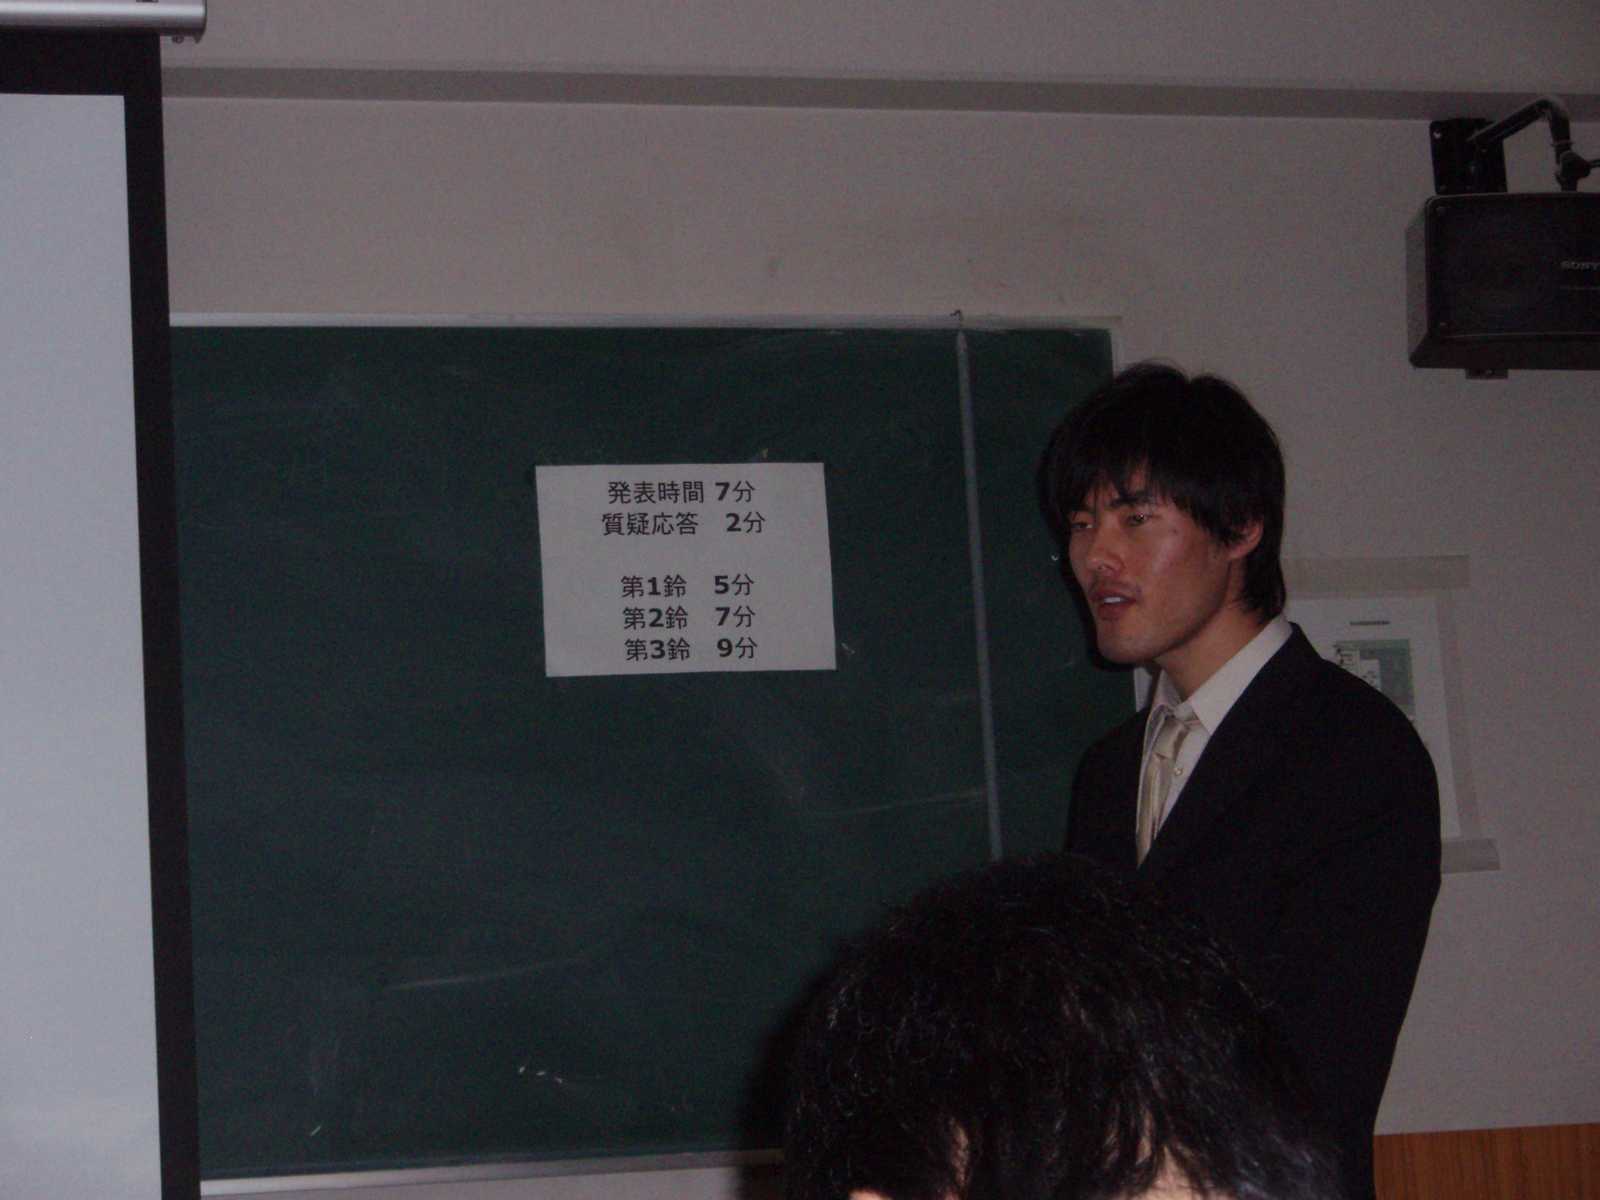 発表時間 7分
質疑応答 2分
第1鈴 5分
第2鈴 7分
第3鈴 9分
SONY